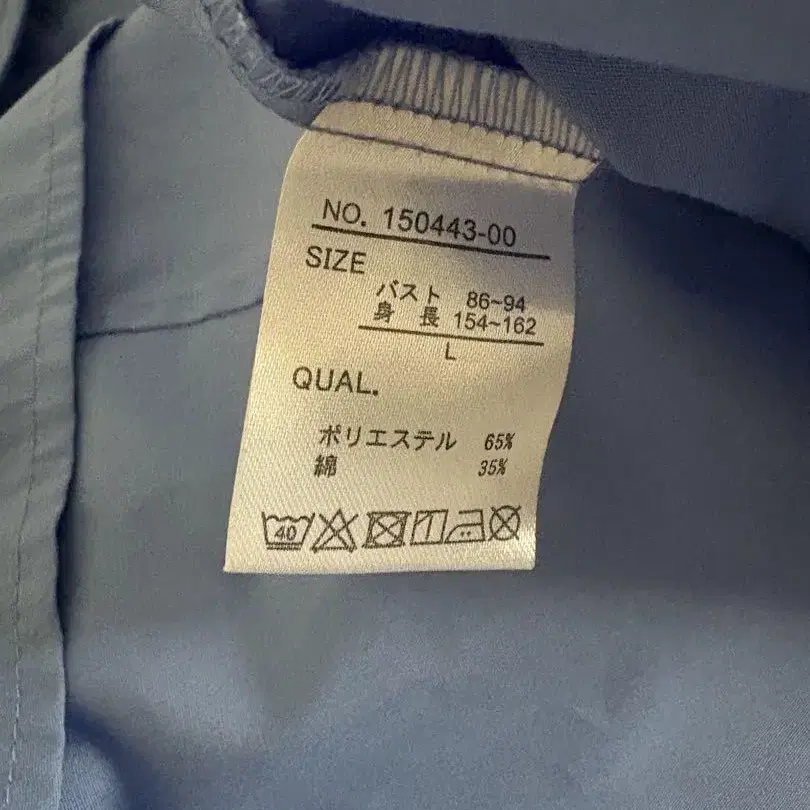 NO. 150443-00
SIZE
バスト 86~94
身 長 154~162
L
QUAL.
ポリエステル 65%
綿 35%
40